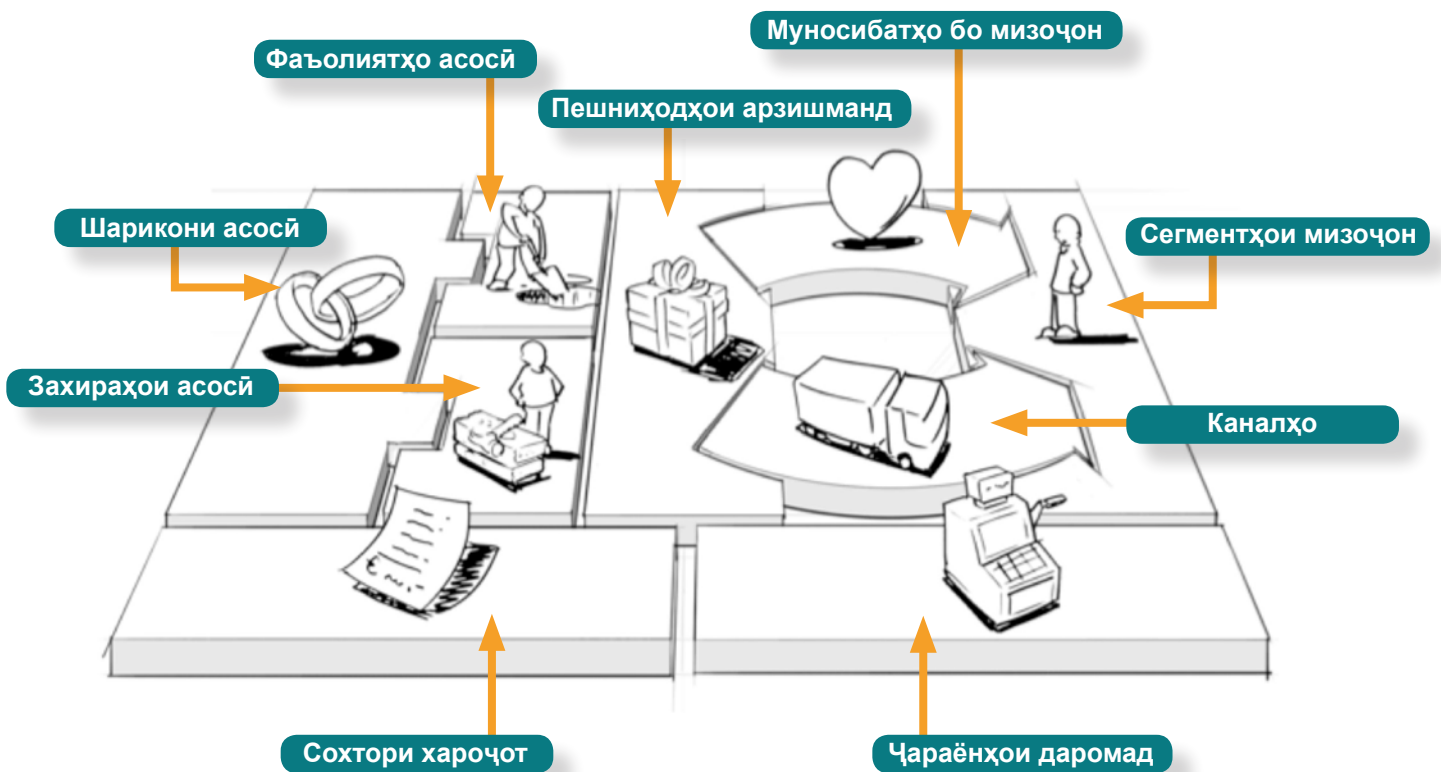 Муносибатҳо бо мизоҷон
Фаъолиятҳо асосӣ
Пешниҳодҳои арзишманд
Шарикони асосӣ
Сегментҳои мизоҷон
Захираҳои асосӣ
Каналҳо
Сохтори хароҷот
Ҷараёнҳои даромад